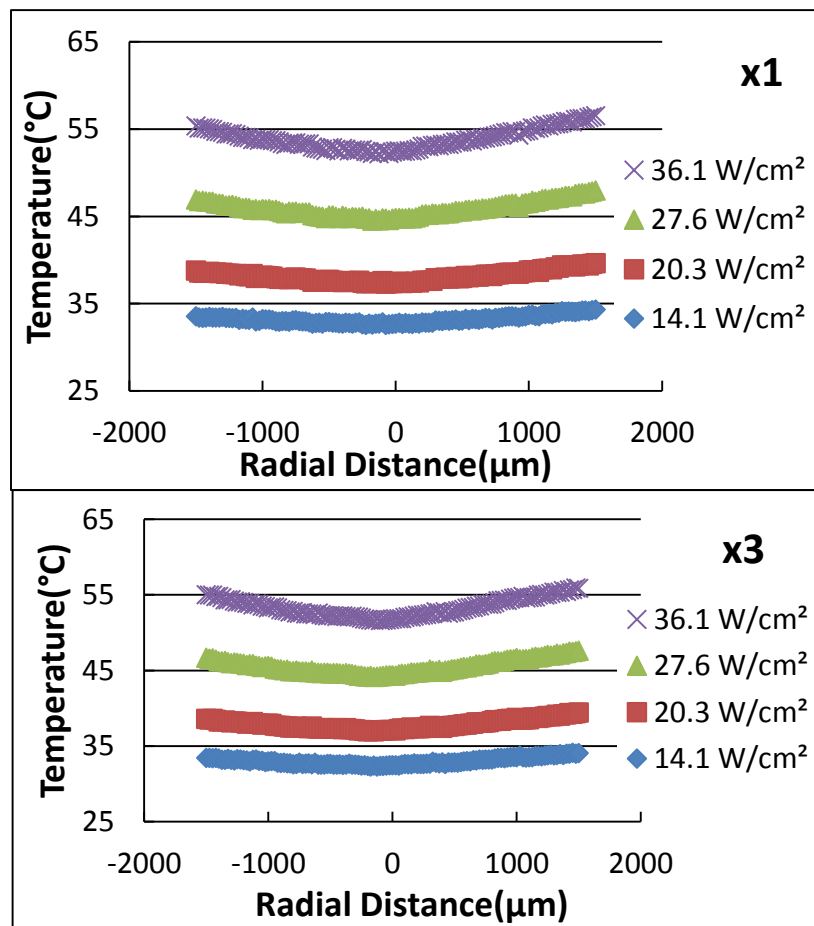 65
x1
55
36.1 W/cm²
45
27.6 W/cm²
20.3 W/cm²
35
14.1 W/cm²
25
Temperature(°C)
-2000 -1000 0 1000 2000
Radial Distance(µm)
65
x3
55
36.1 W/cm²
45
27.6 W/cm²
20.3 W/cm²
35
14.1 W/cm²
25
Temperature(°C)
-2000 -1000 0 1000 2000
Radial Distance(µm)